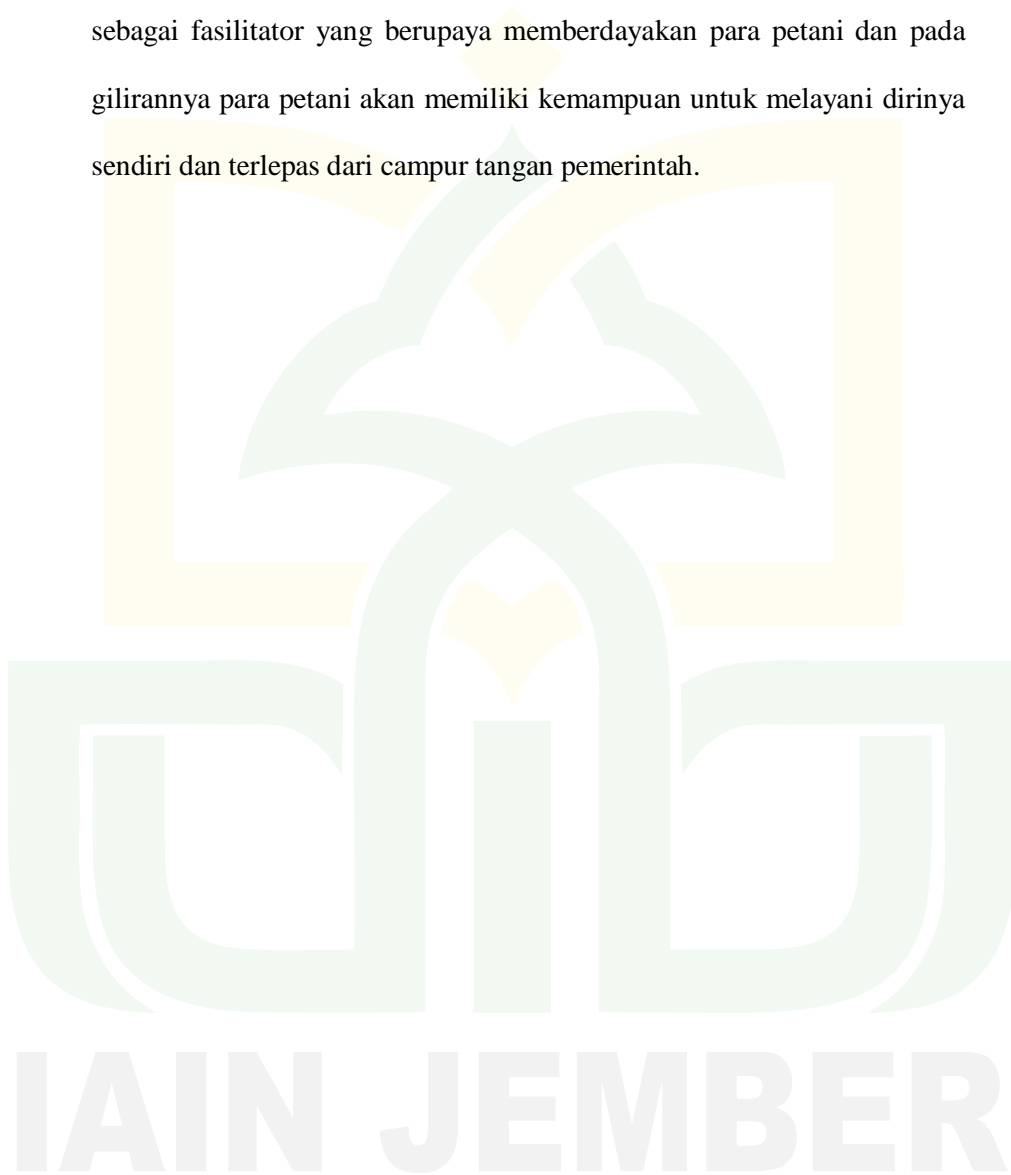 sebagai fasilitator yang berupaya memberdayakan para petani dan pada
gilirannya para petani akan memiliki kemampuan untuk melayani dirinya
sendiri dan terlepas dari campur tangan pemerintah.
IAIN JEMBER